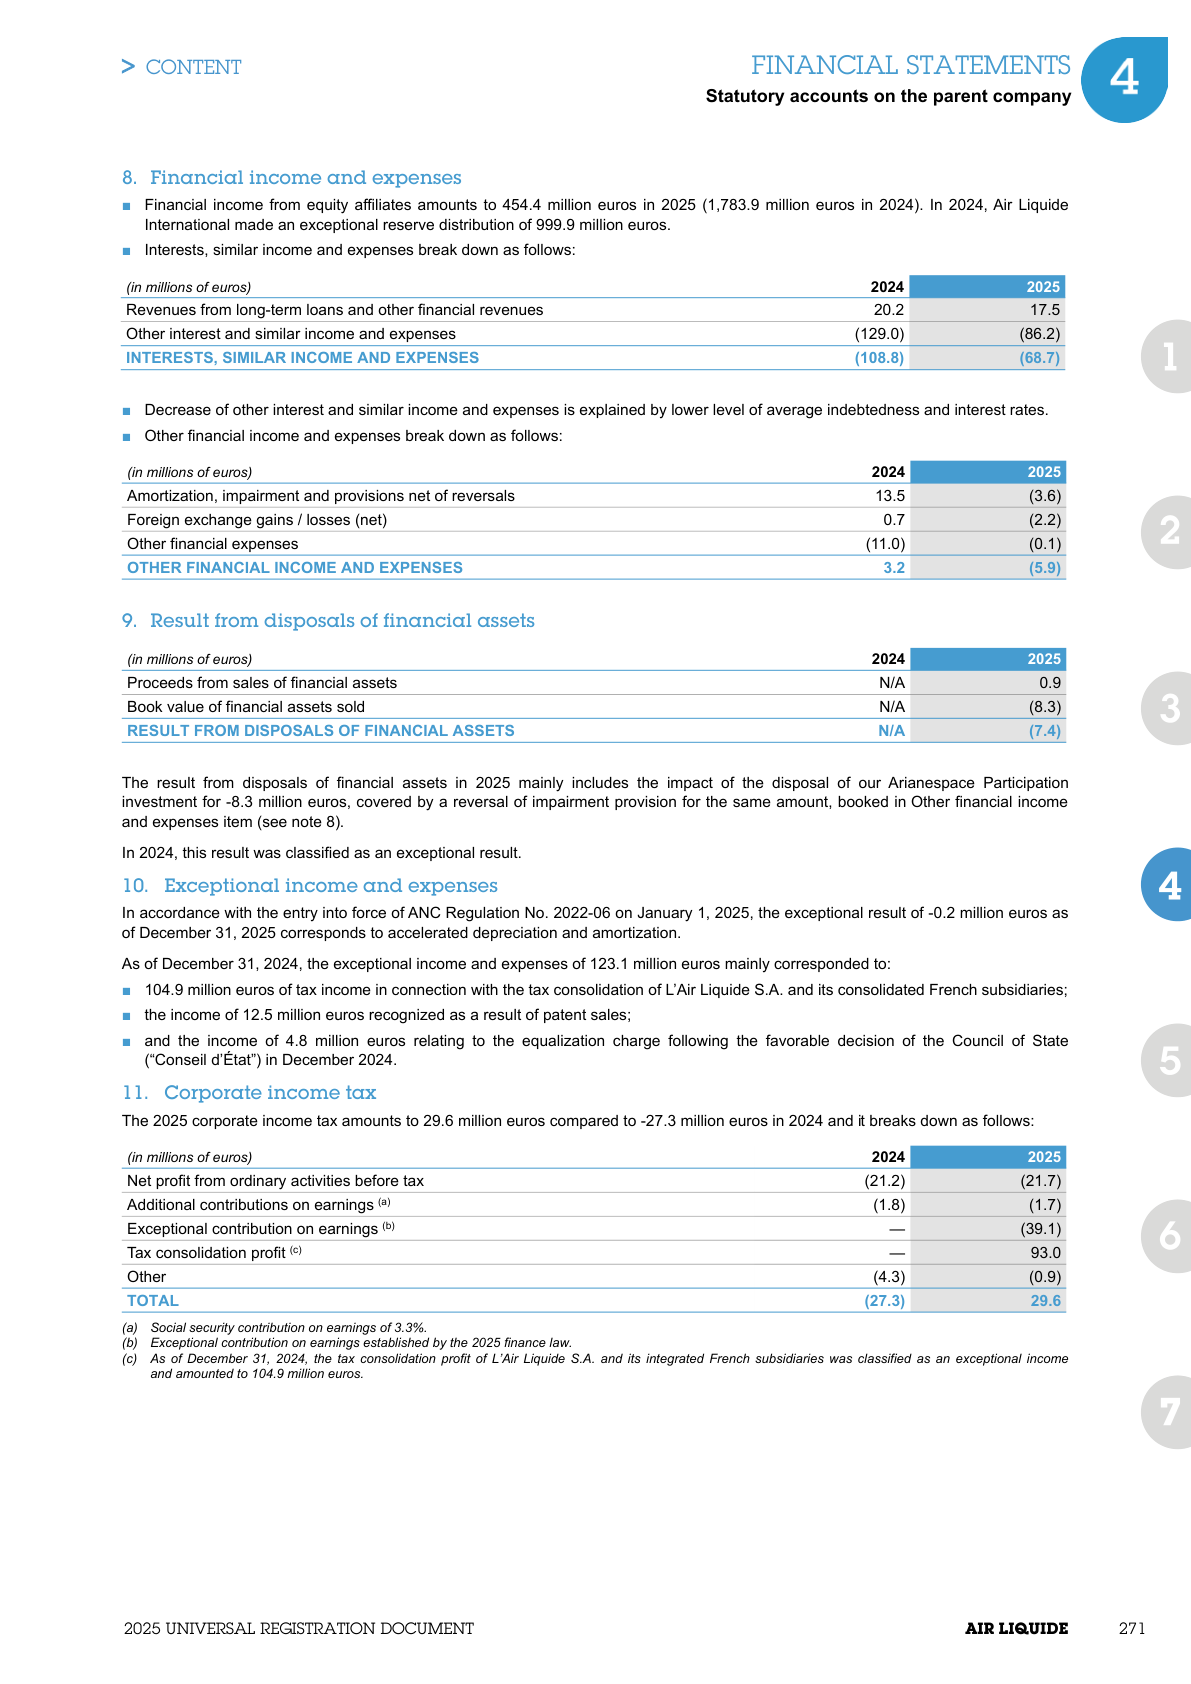 > CONTENT
FINANCIAL STATEMENTS
Statutory accounts on the parent company
4
8. Financial income and expenses
■ Financial income from equity affiliates amounts to 454.4 million euros in 2025 (1,783.9 million euros in 2024). In 2024, Air Liquide
International made an exceptional reserve distribution of 999.9 million euros.
■ Interests, similar income and expenses break down as follows:
(in millions of euros) 2024 2025
Revenues from long-term loans and other financial revenues 20.2 17.5
Other interest and similar income and expenses (129.0) (86.2)
INTERESTS, SIMILAR INCOME AND EXPENSES (108.8) (68.7)
■ Decrease of other interest and similar income and expenses is explained by lower level of average indebtedness and interest rates.
■ Other financial income and expenses break down as follows:
(in millions of euros) 2024 2025
Amortization, impairment and provisions net of reversals 13.5 (3.6)
Foreign exchange gains / losses (net) 0.7 (2.2)
Other financial expenses (11.0) (0.1)
OTHER FINANCIAL INCOME AND EXPENSES 3.2 (5.9)
9. Result from disposals of financial assets
(in millions of euros) 2024 2025
Proceeds from sales of financial assets N/A 0.9
Book value of financial assets sold N/A (8.3)
RESULT FROM DISPOSALS OF FINANCIAL ASSETS N/A (7.4)
The result from disposals of financial assets in 2025 mainly includes the impact of the disposal of our Arianespace Participation
investment for -8.3 million euros, covered by a reversal of impairment provision for the same amount, booked in Other financial income
and expenses item (see note 8).
In 2024, this result was classified as an exceptional result.
10. Exceptional income and expenses
In accordance with the entry into force of ANC Regulation No. 2022-06 on January 1, 2025, the exceptional result of -0.2 million euros as
of December 31, 2025 corresponds to accelerated depreciation and amortization.
As of December 31, 2024, the exceptional income and expenses of 123.1 million euros mainly corresponded to:
■ 104.9 million euros of tax income in connection with the tax consolidation of L’Air Liquide S.A. and its consolidated French subsidiaries;
■ the income of 12.5 million euros recognized as a result of patent sales;
■ and the income of 4.8 million euros relating to the equalization charge following the favorable decision of the Council of State
(“Conseil d’État”) in December 2024.
11. Corporate income tax
The 2025 corporate income tax amounts to 29.6 million euros compared to -27.3 million euros in 2024 and it breaks down as follows:
(in millions of euros) 2024 2025
Net profit from ordinary activities before tax (21.2) (21.7)
Additional contributions on earnings (a) (1.8) (1.7)
Exceptional contribution on earnings (b) — (39.1)
Tax consolidation profit (c) — 93.0
Other (4.3) (0.9)
TOTAL (27.3) 29.6
(a) Social security contribution on earnings of 3.3%.
(b) Exceptional contribution on earnings established by the 2025 finance law.
(c) As of December 31, 2024, the tax consolidation profit of L’Air Liquide S.A. and its integrated French subsidiaries was classified as an exceptional income
and amounted to 104.9 million euros.
1
2
3
4
5
6
7
2025 UNIVERSAL REGISTRATION DOCUMENT
AIR LIQUIDE 271